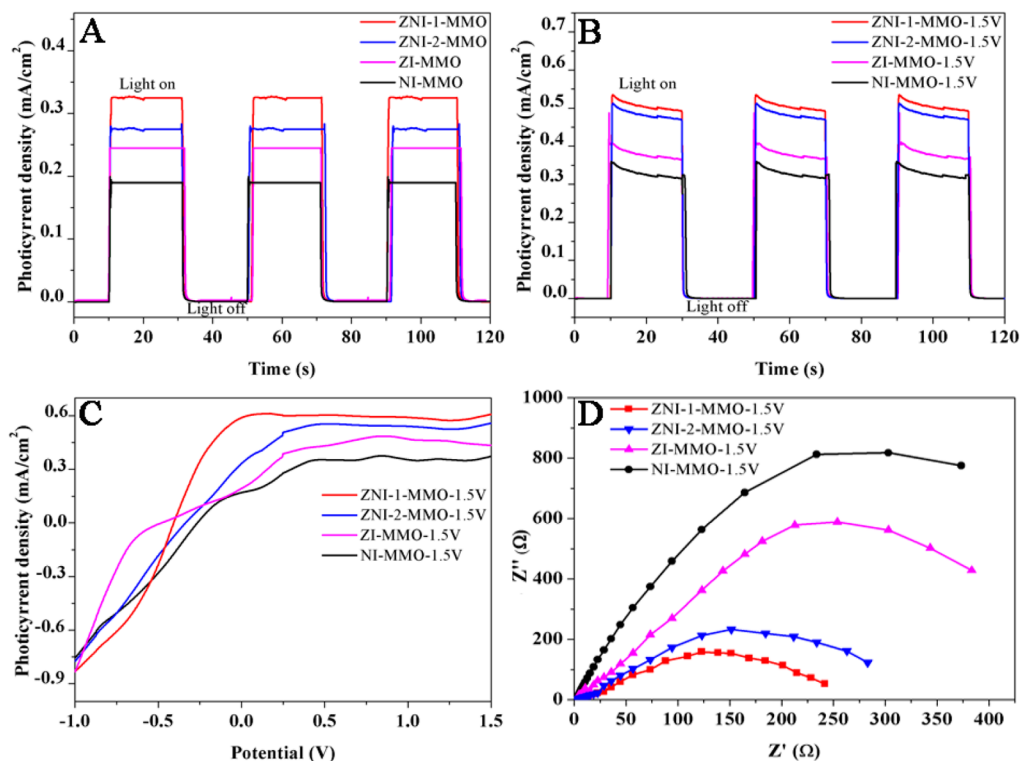 A
ZNI-1-MMO
ZNI-2-MMO
ZI-MMO
NI-MMO
Light on
Light off
Photicyrrent density (mA/cm²)
0.4
0.3
0.2
0.1
0.0
0 20 40 60 80 100 120
Time (s)
B
ZNI-1-MMO-1.5V
ZNI-2-MMO-1.5V
ZI-MMO-1.5V
NI-MMO-1.5V
Light on
Light off
Photicyrrent density (mA/cm²)
0.6
0.5
0.4
0.3
0.2
0.1
0.0
0 20 40 60 80 100 120
Time (s)
C
ZNI-1-MMO-1.5V
ZNI-2-MMO-1.5V
ZI-MMO-1.5V
NI-MMO-1.5V
Photicyrrent density (mA/cm²)
0.6
0.3
0.0
-0.3
-0.6
-0.9
-1.0 -0.5 0.0 0.5 1.0 1.5
Potential (V)
D
ZNI-1-MMO-1.5V
ZNI-2-MMO-1.5V
ZI-MMO-1.5V
NI-MMO-1.5V
Z'' (Ω)
1000
800
600
400
200
0
0 50 100 150 200 250 300 350 400
Z' (Ω)